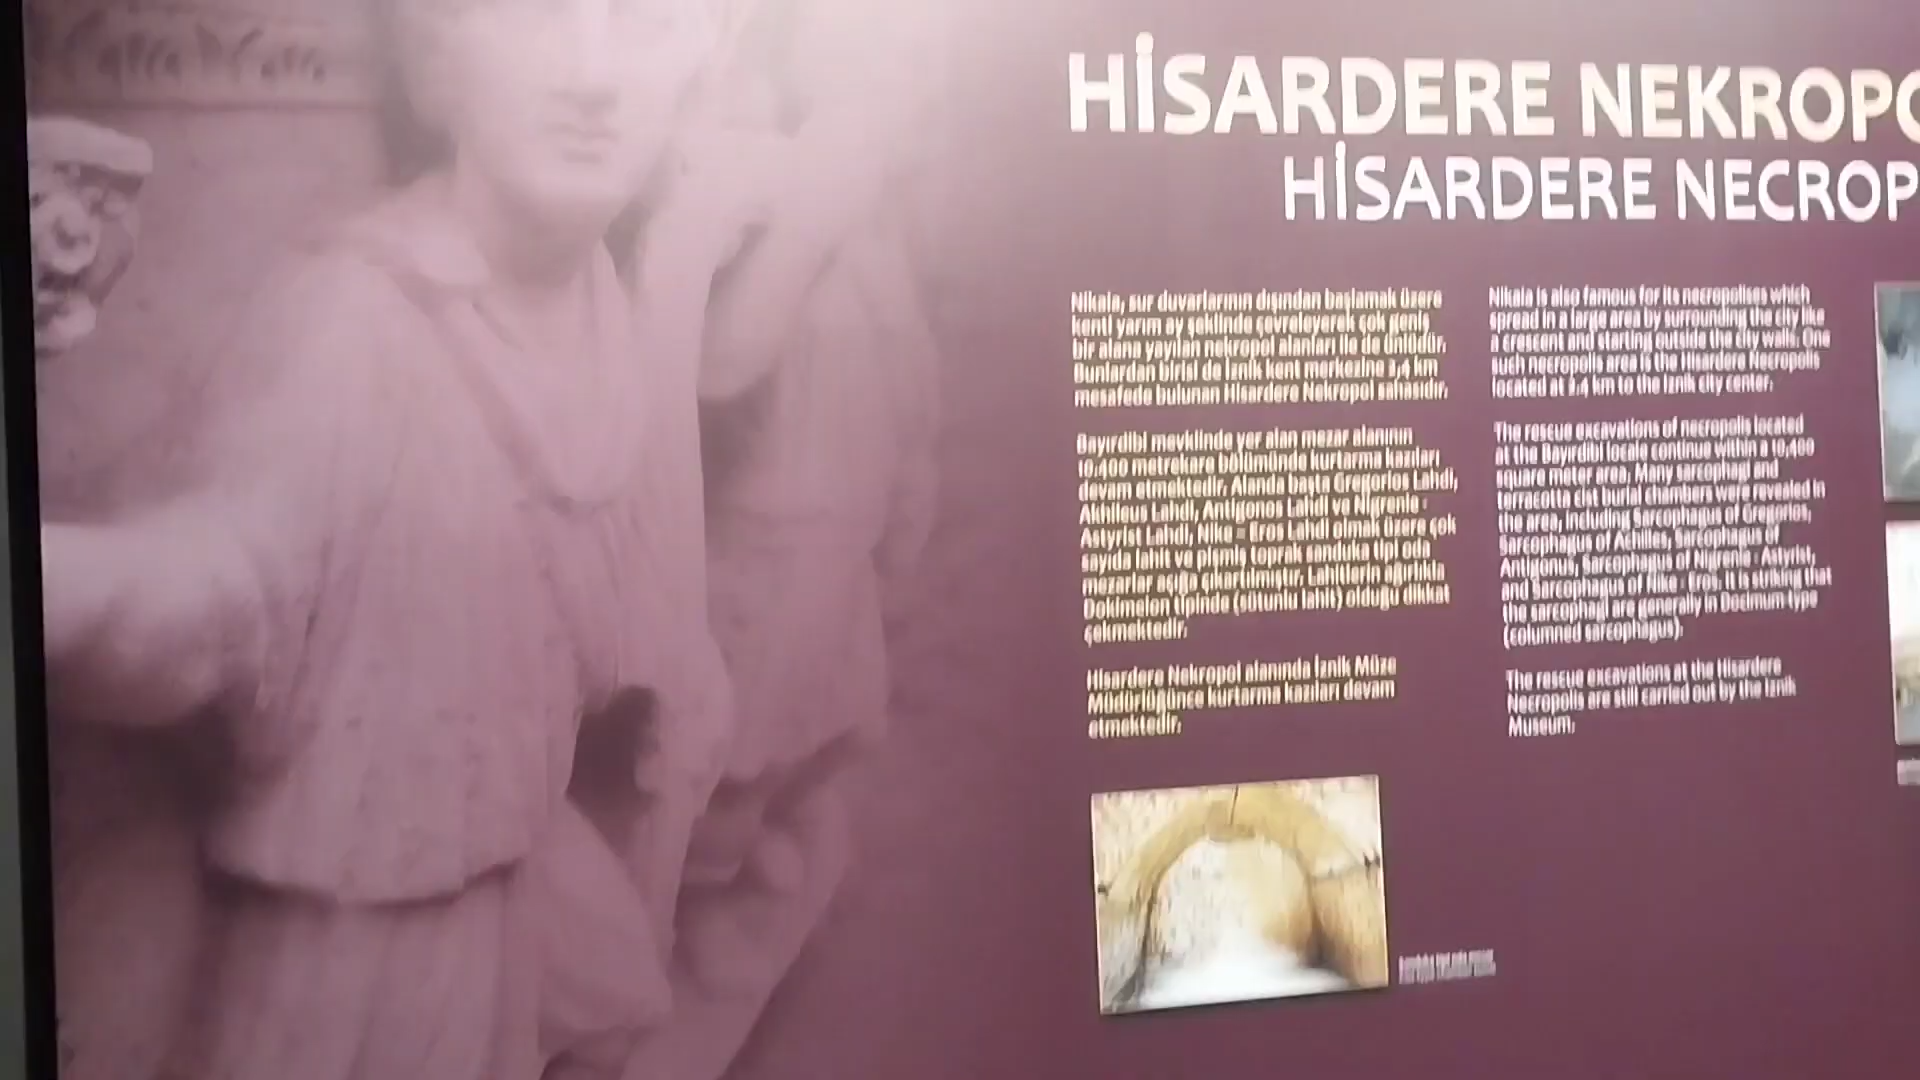 HİSARDERE NEKROPO
HİSARDERE NECROP
Nikaia, sur duvarlarının dışından başlamak üzere
kenti yarım ay şeklinde çevreleyerek çok geniş
bir alana yayılan nekropol alanları ile de ünlüdür.
Bunlardan birisi de İznik kent merkezine 2,4 km
mesafede bulunan Hisardere Nekropol sahasıdır.
Bayırdibi mevkiinde yer alan mezar alanının
10.400 metrekare bölümünde kurtarma kazıları
devam etmektedir. Alanda başta Gregorios Lahdi,
Akhilleus Lahdi, Antigonos Lahdi ve
Astyrist Lahdi, Nike - Eros Lahdi olmak üzere çok
sayıda lahit ve pişmiş toprak sanduka tipi oda
mezarlar açığa çıkartılmıştır. Lahitlerin ağırlıkla
Dokimeion tipinde (sütunlu lahit) olduğu dikkat
çekmektedir.
Hisardere Nekropol alanında İznik Müze
Müdürlüğünce kurtarma kazıları devam
etmektedir.
Nikaia is also famous for its necropolises which
spread in a large area by surrounding the city like
a crescent and starting outside the city walls. One
such necropolis area is the Hisardere Necropolis
located at 2.4 km to the Iznik city center.
The rescue excavations of necropolis located
at the Bayırdibi locale continue within a 10,400
square meter area. Many sarcophagi and
terracotta cist burial chambers were revealed in
the area, including Sarcophagus of Gregorios,
Sarcophagus of Achilles, Sarcophagus of
Antigonus, Sarcophagus of Astyrist,
and Sarcophagus of Nike - Eros. It is striking that
the sarcophagi are generally in Docimium type
(columned sarcophagus).
The rescue excavations at the Hisardere
Necropolis are still carried out by the Iznik
Museum.